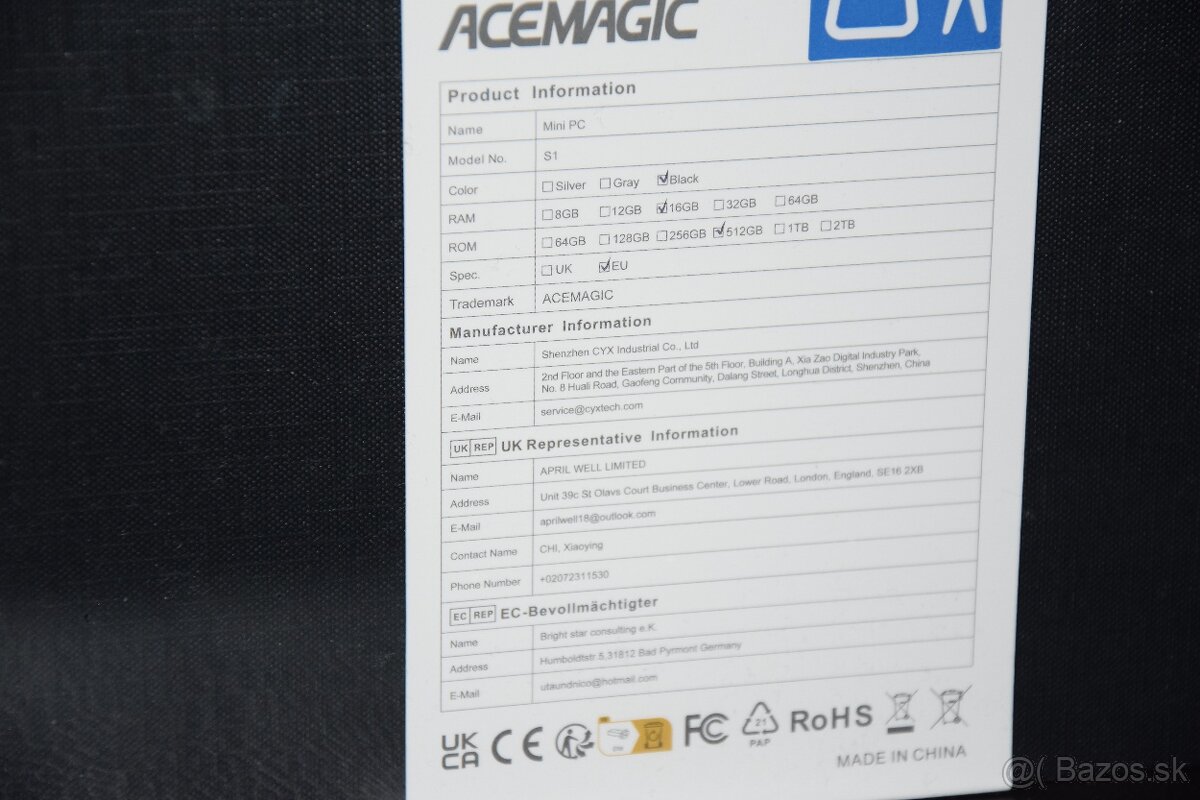 ACEMAGIC
Product Information
Name Mini PC
Model No. S1
Color Silver Gray Black
RAM 8GB 12GB 16GB 32GB 64GB
ROM 64GB 128GB 256GB 512GB 1TB 2TB
Spec. UK EU
Trademark ACEMAGIC
Manufacturer Information
Name Shenzhen CYX Industrial Co., Ltd
Address 2nd Floor and the Eastern Part of the 5th Floor, Building A, Xia Zao Digital Industry Park,
No. 8 Huali Road, Gaofeng Community, Dalang Street, Longhua District, Shenzhen, China
E-Mail service@cyxtech.com
UK REP UK Representative Information
Name APRIL WELL LIMITED
Address Unit 39c St Olavs Court Business Center, Lower Road, London, England, SE16 2XB
E-Mail aprilwell18@outlook.com
Contact Name CHI, Xiaoying
Phone Number +02072311530
EC REP EC-Bevollmächtigter
Name Bright star consulting e.K.
Address Humboldtstr.5,31812 Bad Pyrmont Germany
E-Mail utaundnico@hotmail.com
UK CA CE FC 21 PAP RoHS
MADE IN CHINA
@( Bazos.sk